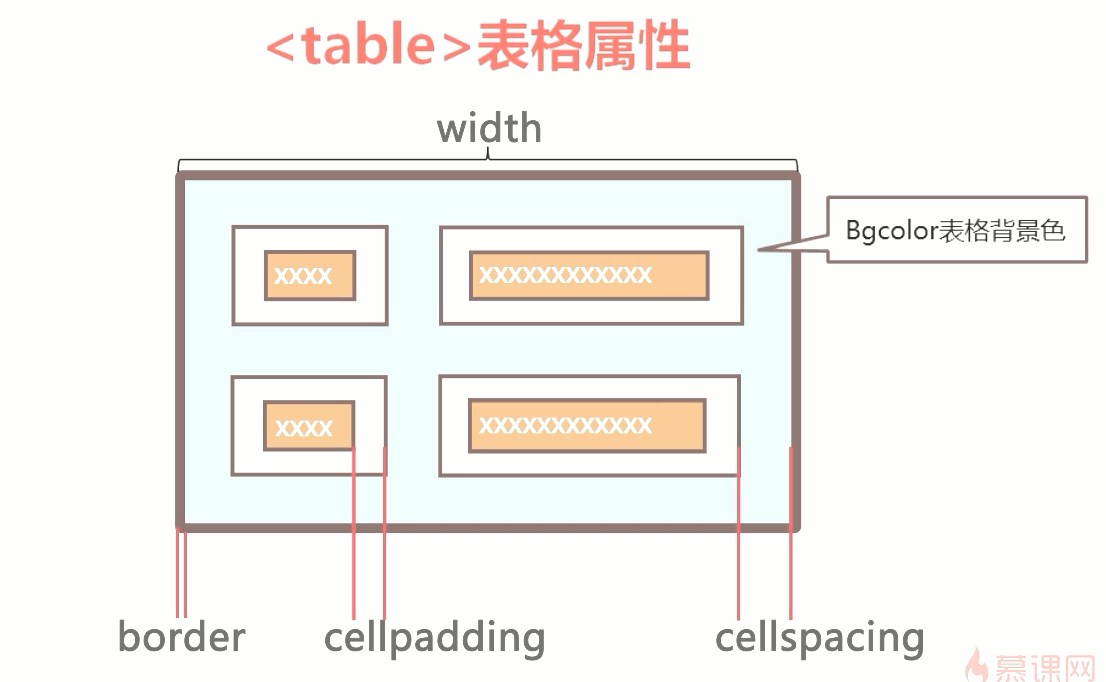 <table>表格属性
width
Bgcolor表格背景色
XXXX
XXXXXXXXXXXX
XXXX
XXXXXXXXXXXX
border
cellpadding
cellspacing
慕课网